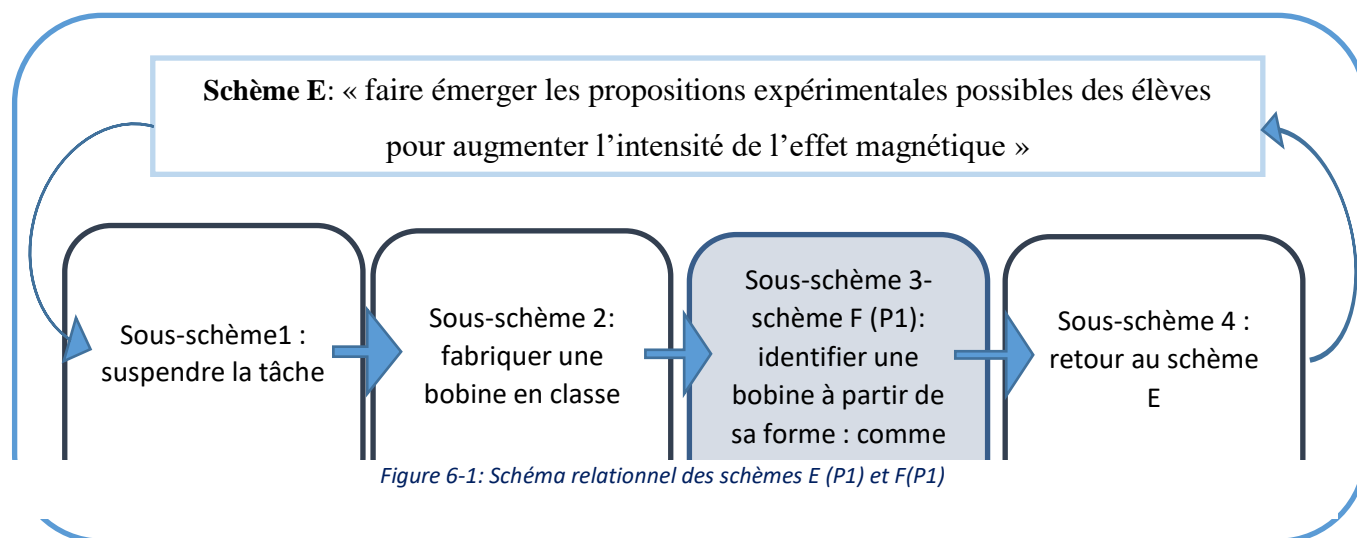 Schème E: « faire émerger les propositions expérimentales possibles des élèves
pour augmenter l’intensité de l’effet magnétique »
Sous-schème1 :
suspendre la tâche
Sous-schème 2:
fabriquer une
bobine en classe
Sous-schème 3-
schème F (P1):
identifier une
bobine à partir de
sa forme : comme
Sous-schème 4 :
retour au schème
E
Figure 6-1: Schéma relationnel des schèmes E (P1) et F(P1)